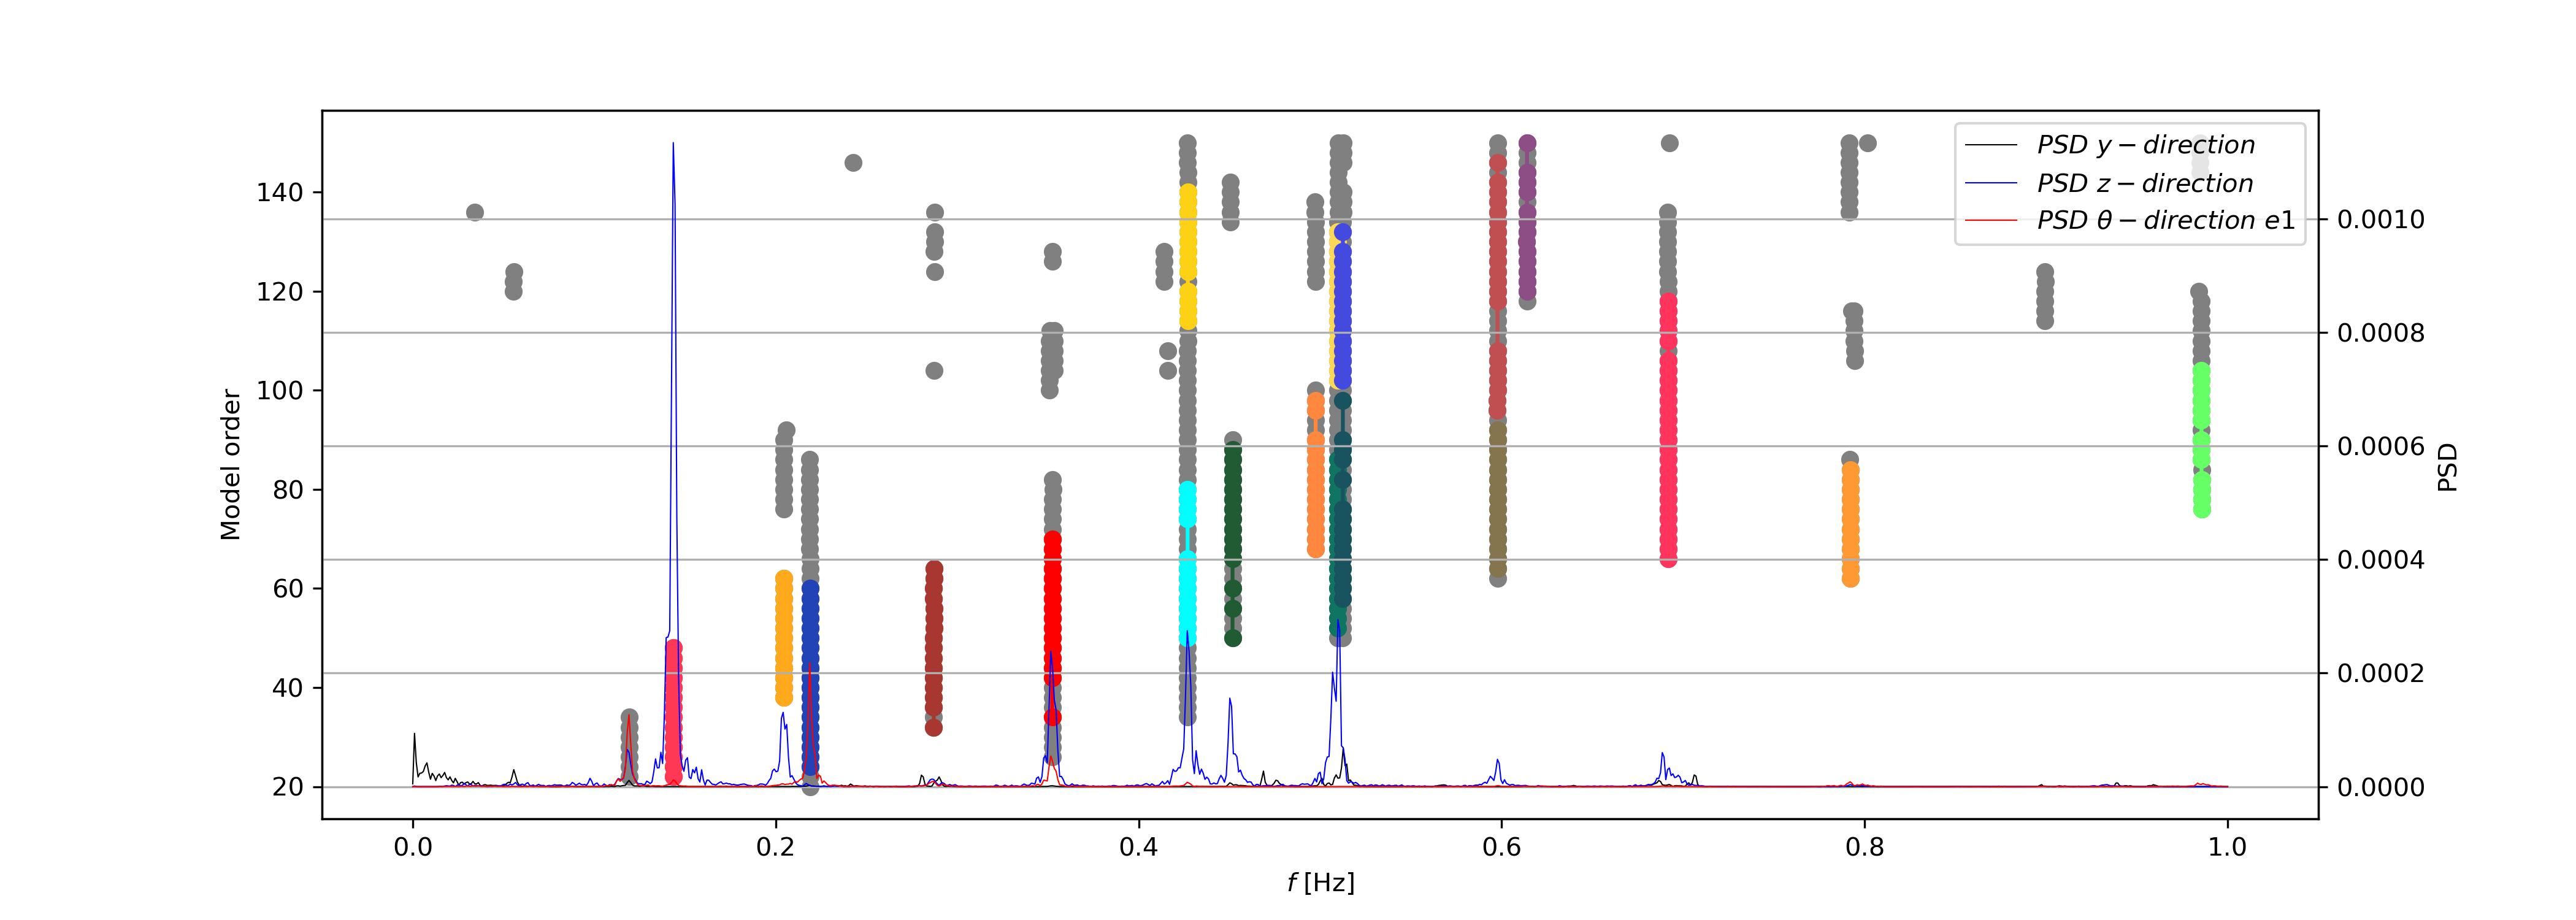 PSD y − direction
PSD z − direction
PSD θ − direction e1
140
120
100
80
60
40
20
Model order
0.0010
0.0008
0.0006
0.0004
0.0002
0.0000
PSD
0.0 0.2 0.4 0.6 0.8 1.0
f [Hz]